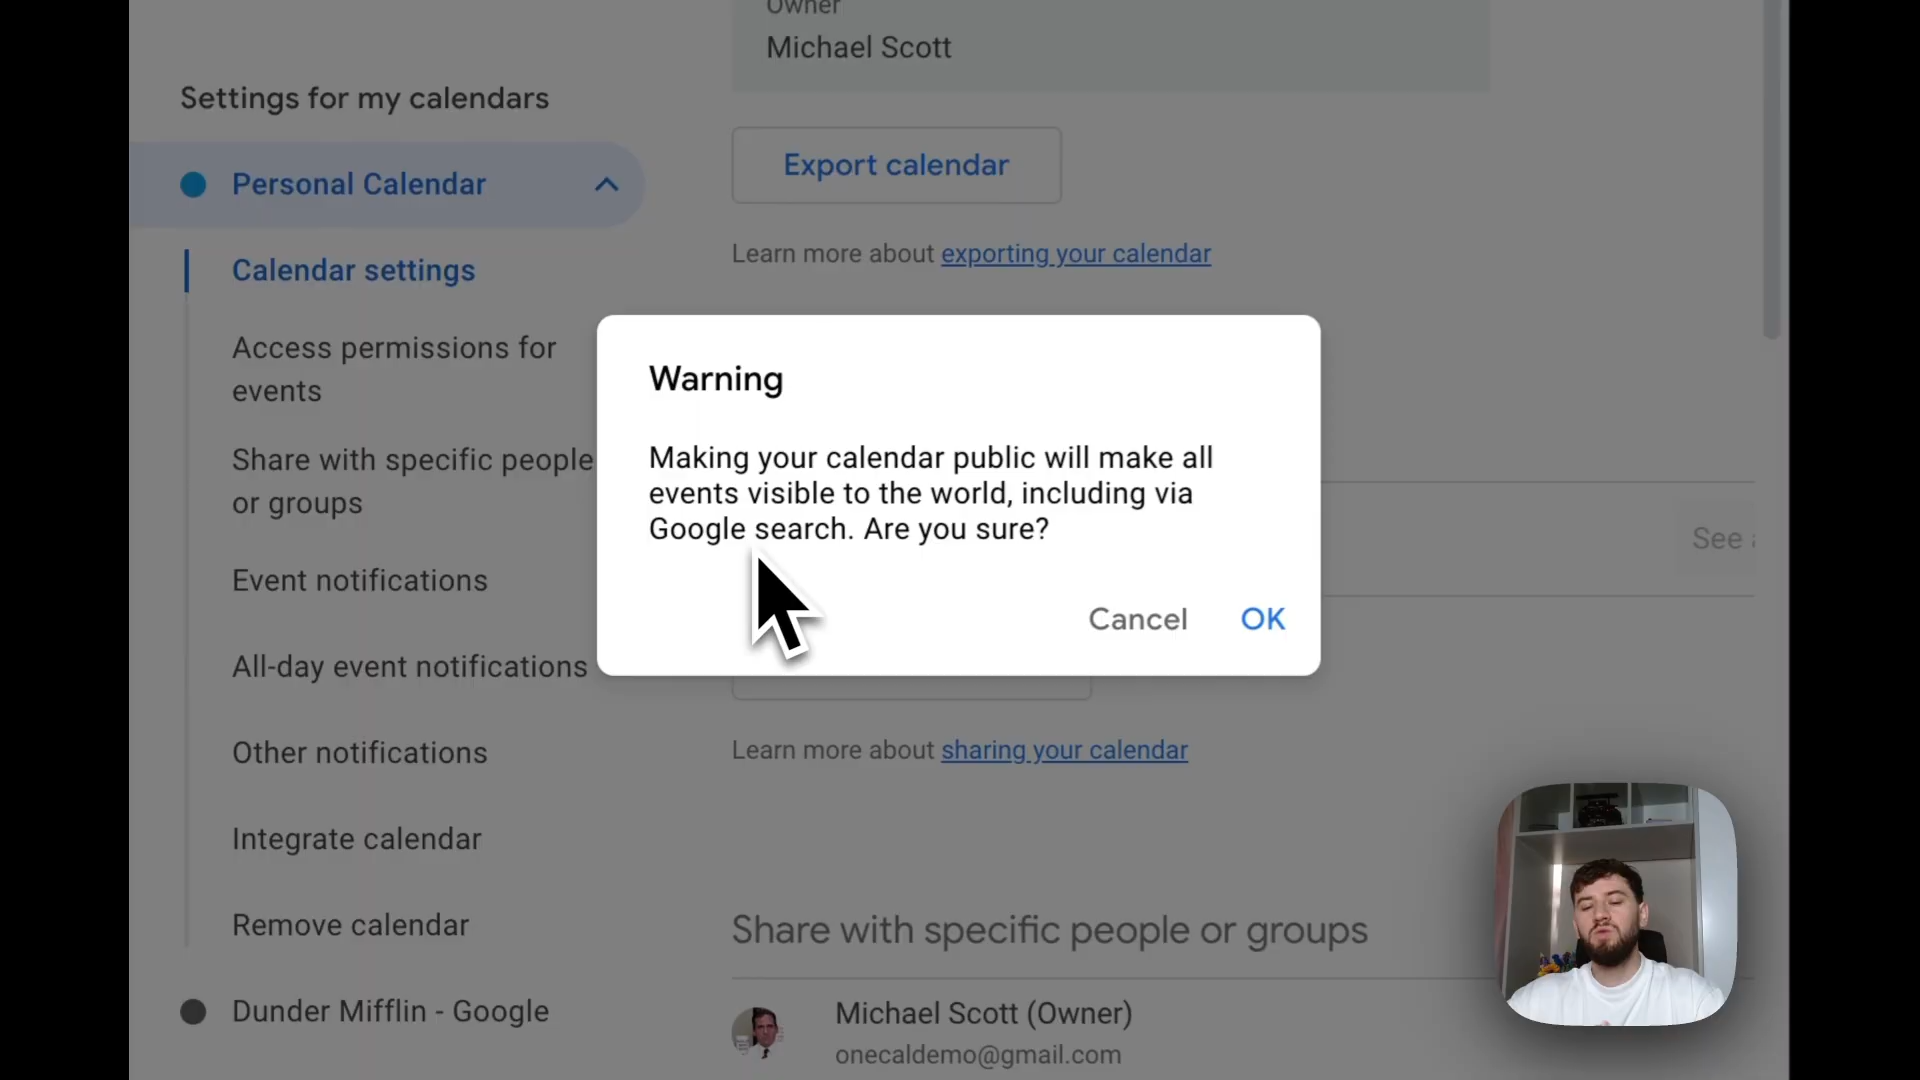 Owner
Michael Scott
Settings for my calendars
Export calendar
Personal Calendar
Learn more about exporting your calendar
Calendar settings
Access permissions for
events
Warning
Making your calendar public will make all
events visible to the world, including via
Google search. Are you sure?
Cancel
OK
Share with specific people
or groups
See
Event notifications
All-day event notifications
Other notifications
Learn more about sharing your calendar
Integrate calendar
Remove calendar
Share with specific people or groups
Dunder Mifflin - Google
Michael Scott (Owner)
onecaldemo@gmail.com